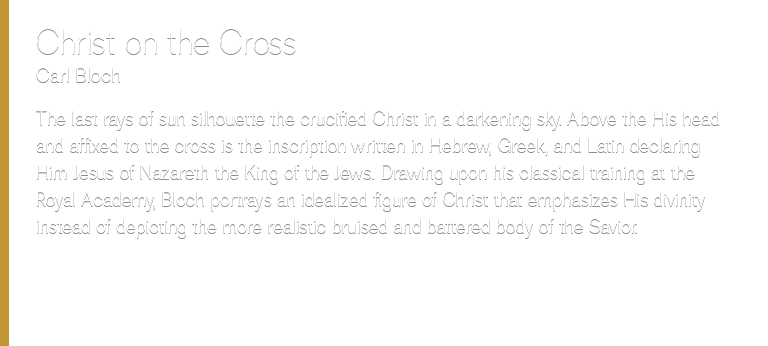 Christ on the Cross
Carl Bloch
The last rays of sun silhouette the crucified Christ in a darkening sky. Above the His head
and affixed to the cross is the inscription written in Hebrew, Greek, and Latin declaring
Him Jesus of Nazareth the King of the Jews. Drawing upon his classical training at the
Royal Academy, Bloch portrays an idealized figure of Christ that emphasizes His divinity
instead of depicting the more realistic bruised and battered body of the Savior.